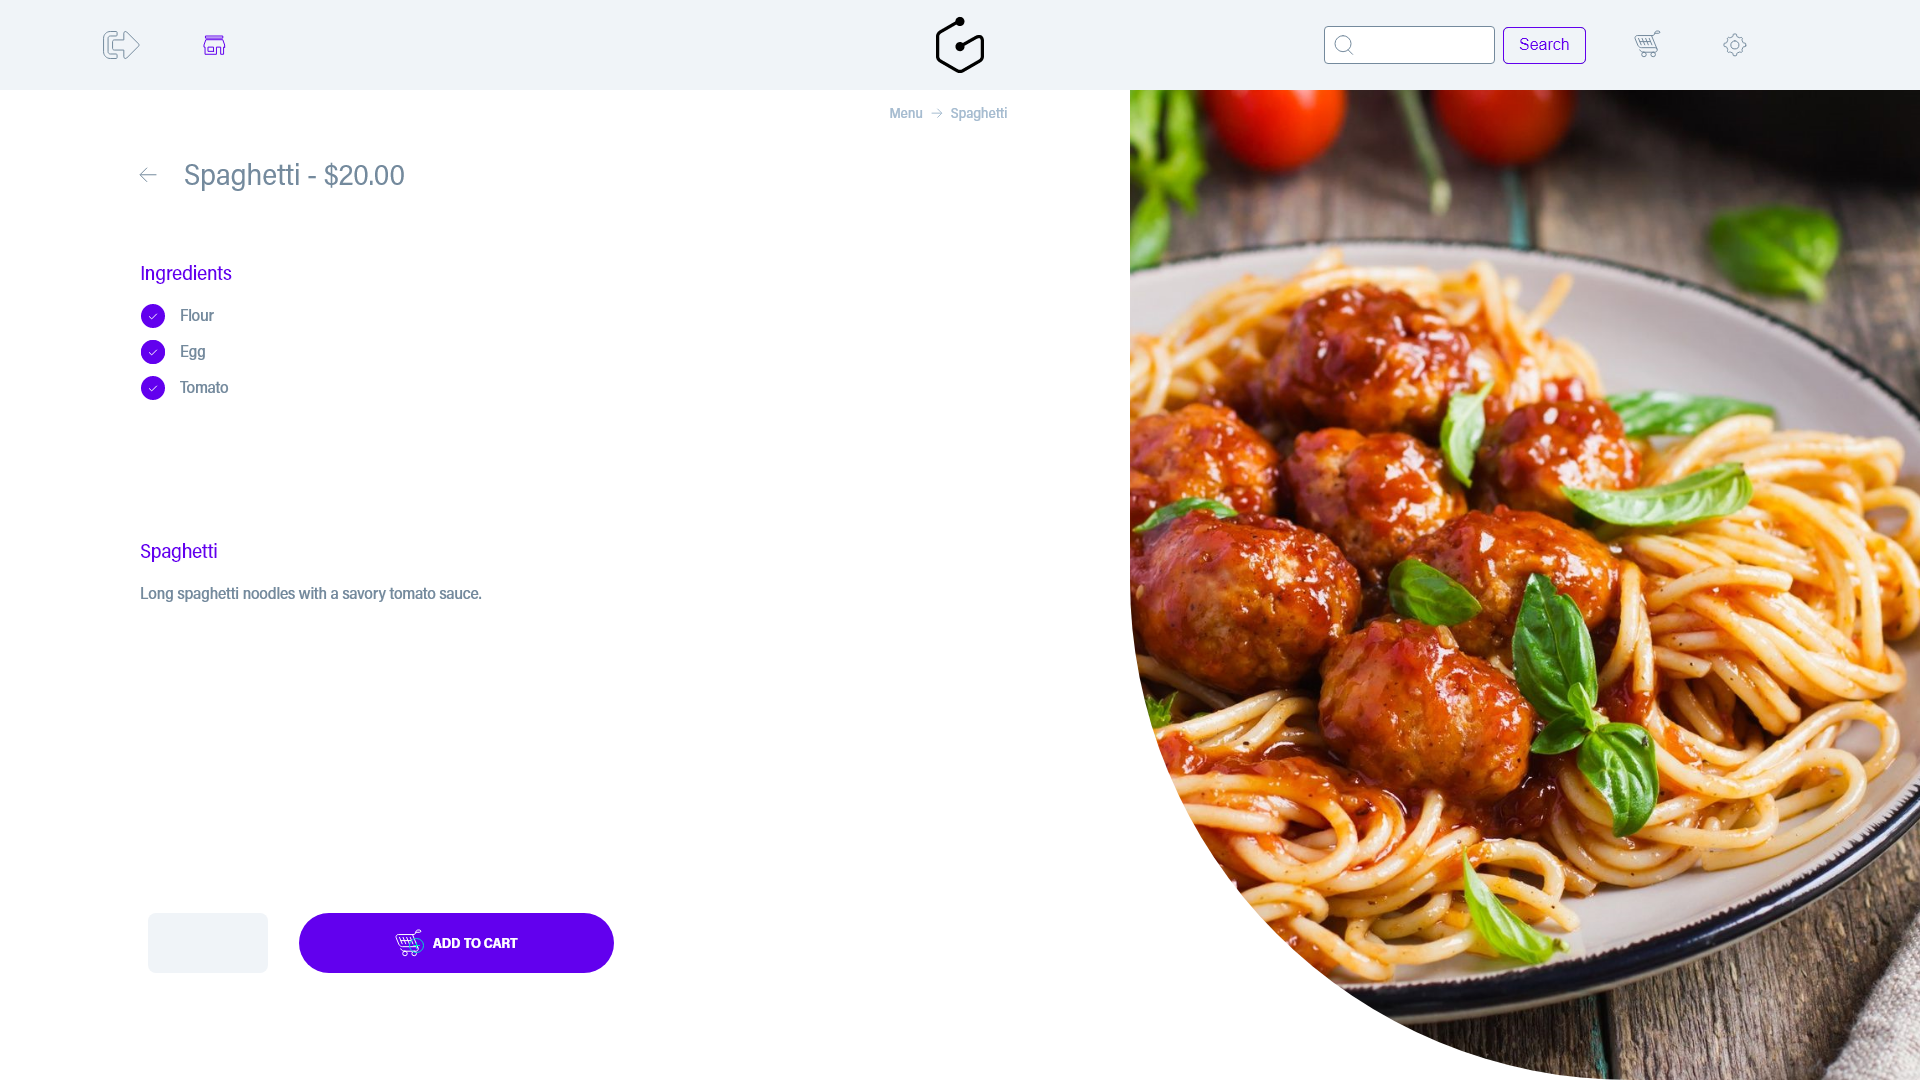 Search
Menu
Spaghetti
Spaghetti - $20.00
Ingredients
Flour
Egg
Tomato
Spaghetti
Long spaghetti noodles with a savory tomato sauce.
ADD TO CART